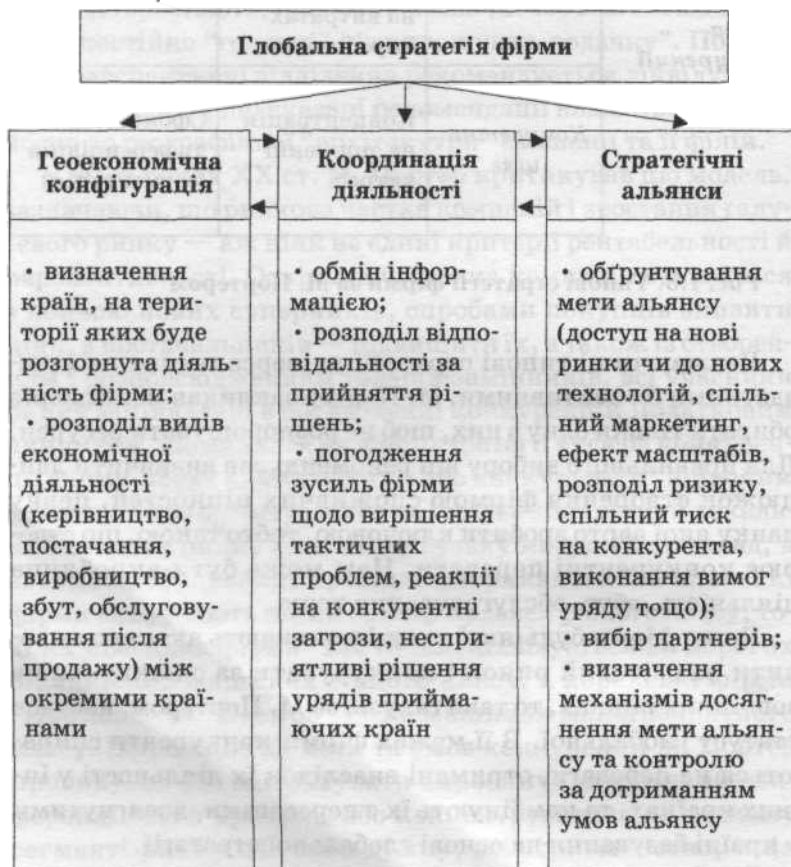 Глобальна стратегія фірми
Геоекономічна
конфігурація
Координація
діяльності
Стратегічні
альянси
• визначення
країн, на тери-
торії яких буде
розгорнута діяль-
ність фірми;
• розподіл видів
економічної
діяльності
(керівництво,
постачання,
виробництво,
збут, обслугову-
вання після
продажу) між
окремими краї-
нами
• обмін інфор-
мацією;
• розподіл відпо-
відальності за
прийняття рі-
шень;
• погодження
зусиль фірми
щодо вирішення
тактичних
проблем, реакції
на конкурентні
загрози, неспри-
ятливі рішення
урядів прийма-
ючих країн
• обґрунтування
мети альянсу
(доступ на нові
ринки чи до нових
технологій, спіль-
ний маркетинг,
ефект масштабів,
розподіл ризику,
спільний тиск
на конкурента,
виконання вимог
уряду тощо);
• вибір партнерів;
• визначення
механізмів досяг-
нення мети альян-
су та контролю
за дотриманням
умов альянсу